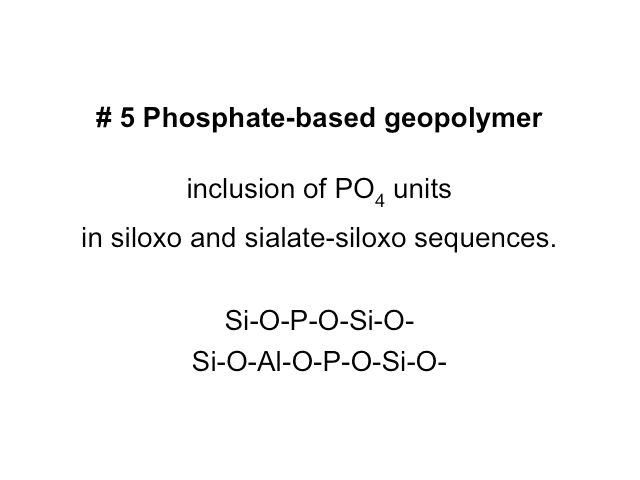 # 5 Phosphate-based geopolymer
inclusion of PO₄ units
in siloxo and sialate-siloxo sequences.
Si-O-P-O-Si-O-
Si-O-Al-O-P-O-Si-O-